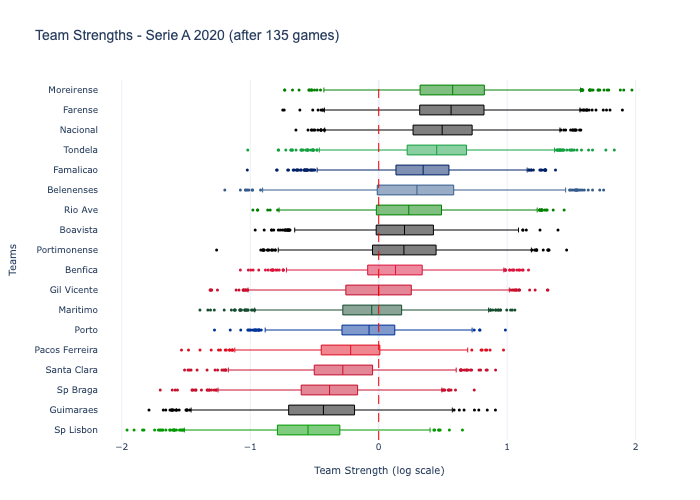 Team Strengths - Serie A 2020 (after 135 games)
Moreirense
Farense
Nacional
Tondela
Famalicao
Belenenses
Rio Ave
Boavista
Portimonense
Benfica
Gil Vicente
Maritimo
Porto
Pacos Ferreira
Santa Clara
Sp Braga
Guimaraes
Sp Lisbon
Teams
−2 −1 0 1 2
Team Strength (log scale)